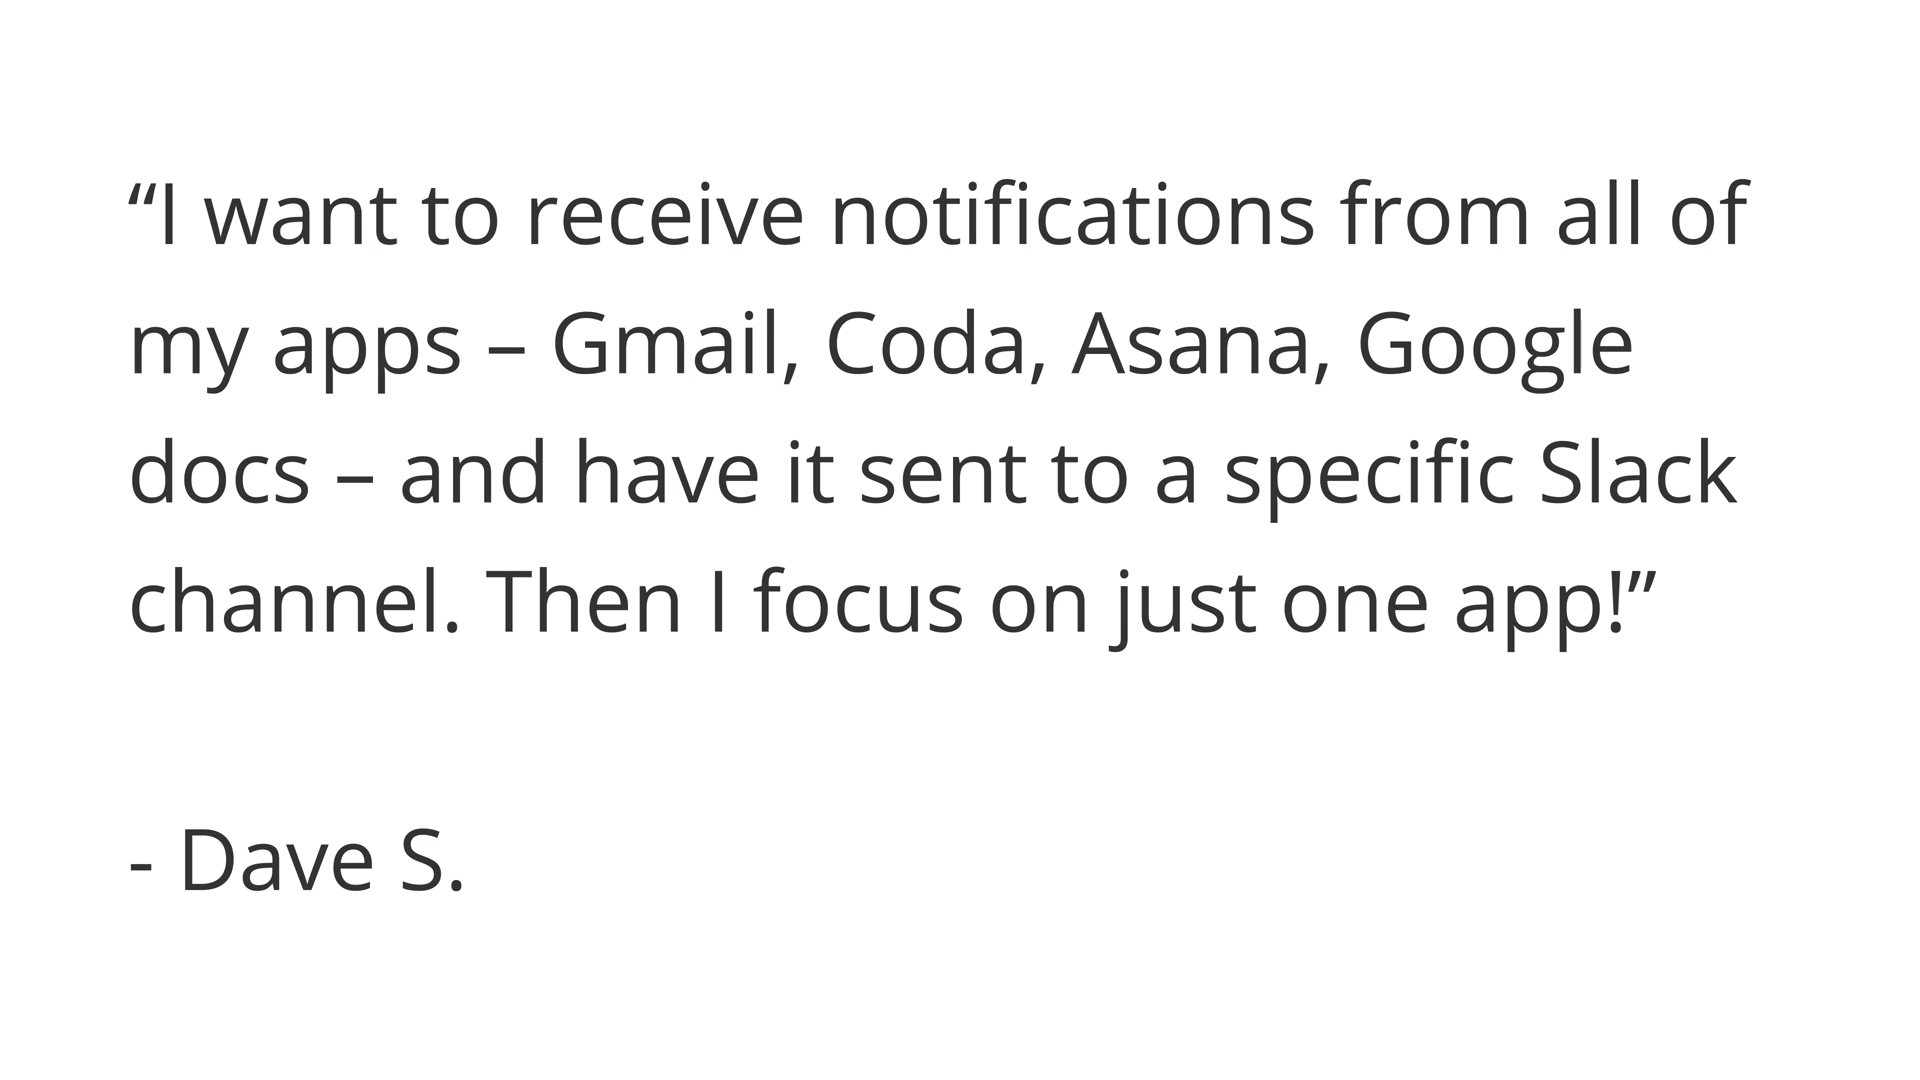 “I want to receive notifications from all of
my apps – Gmail, Coda, Asana, Google
docs – and have it sent to a specific Slack
channel. Then I focus on just one app!”
- Dave S.